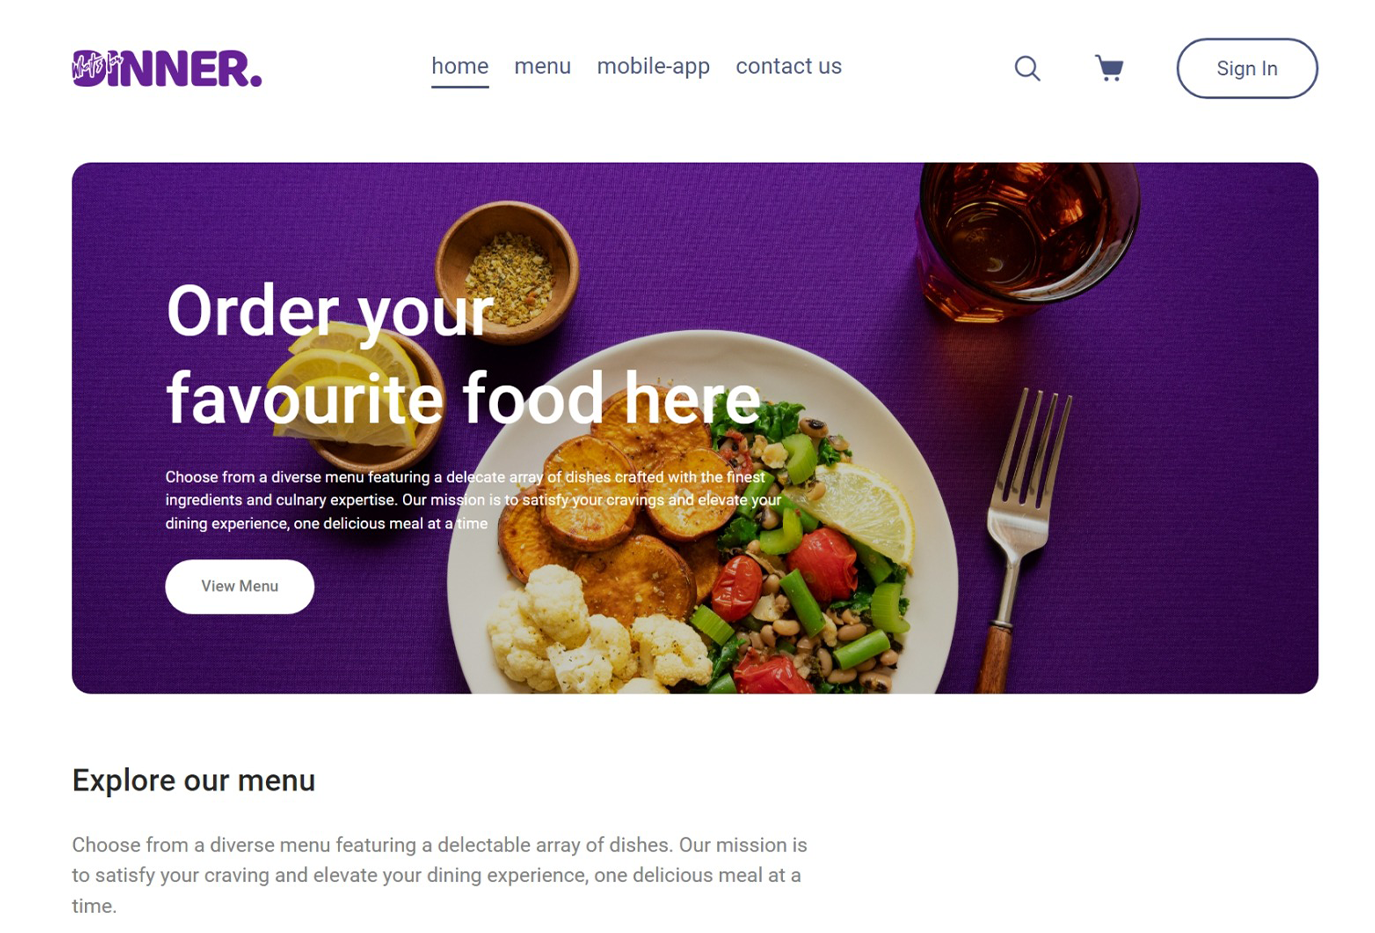 What's for
DINNER.
home menu mobile-app contact us
Sign In
Order your
favourite food here
Choose from a diverse menu featuring a delecate array of dishes crafted with the finest
ingredients and culnary expertise. Our mission is to satisfy your cravings and elevate your
dining experience, one delicious meal at a time
View Menu
Explore our menu
Choose from a diverse menu featuring a delectable array of dishes. Our mission is
to satisfy your craving and elevate your dining experience, one delicious meal at a
time.